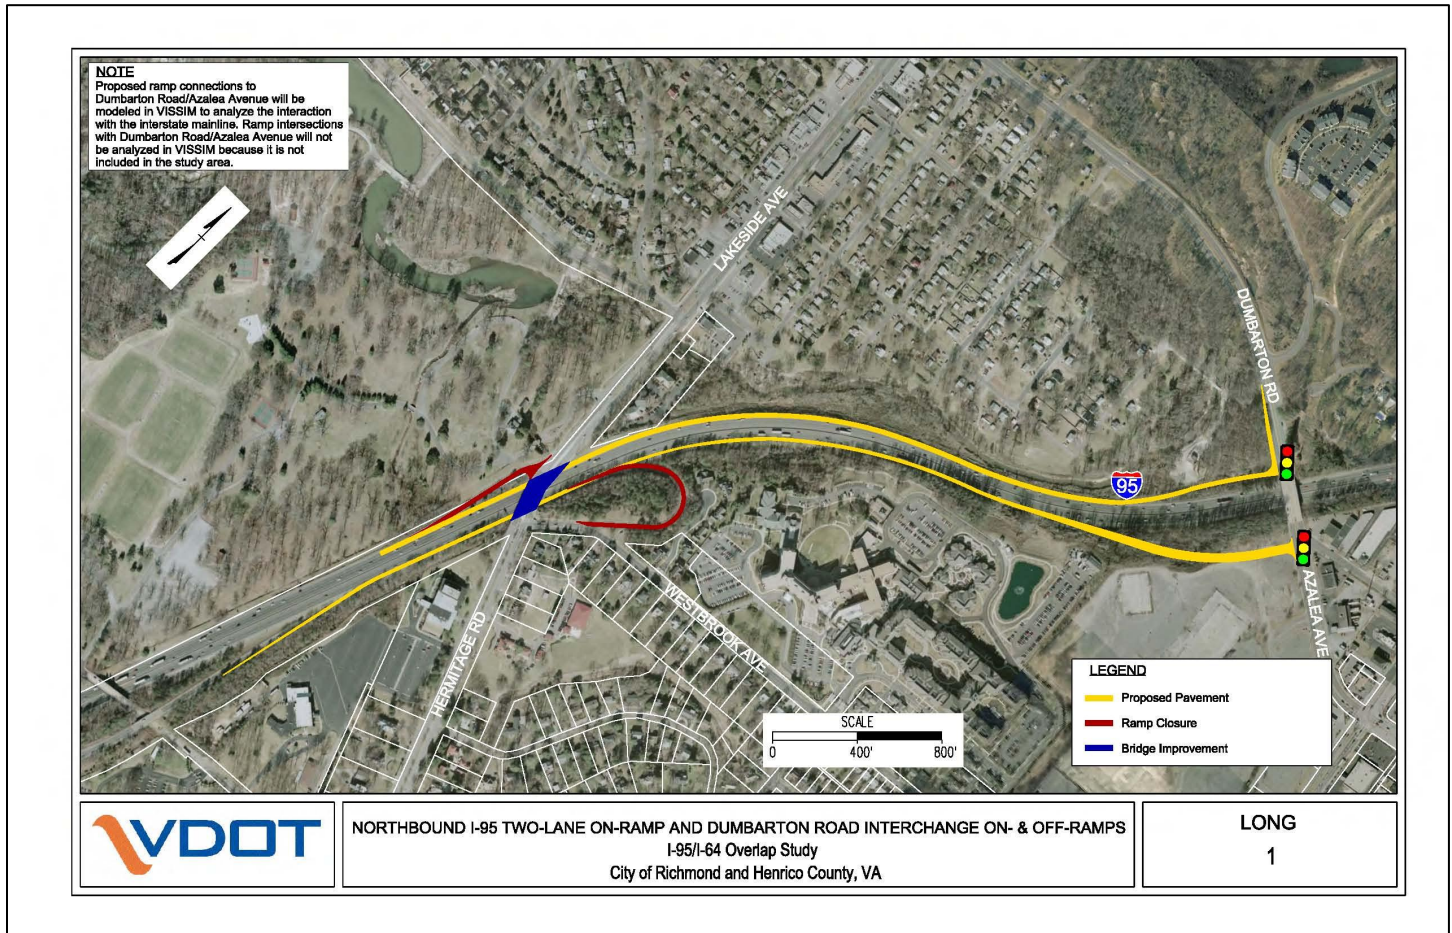 NOTE
Proposed ramp connections to
Dumbarton Road/Azalea Avenue will be
modeled in VISSIM to analyze the interaction
with the interstate mainline. Ramp intersections
with Dumbarton Road/Azalea Avenue will not
be analyzed in VISSIM because it is not
included in the study area.
LAKESIDE AVE
DUMBARTON RD
95
AZALEA AVE
WESTBROOK AVE
HERMITAGE RD
LEGEND
Proposed Pavement
Ramp Closure
Bridge Improvement
SCALE
0 400' 800'
VDOT
NORTHBOUND I-95 TWO-LANE ON-RAMP AND DUMBARTON ROAD INTERCHANGE ON- & OFF-RAMPS
I-95/I-64 Overlap Study
City of Richmond and Henrico County, VA
LONG
1